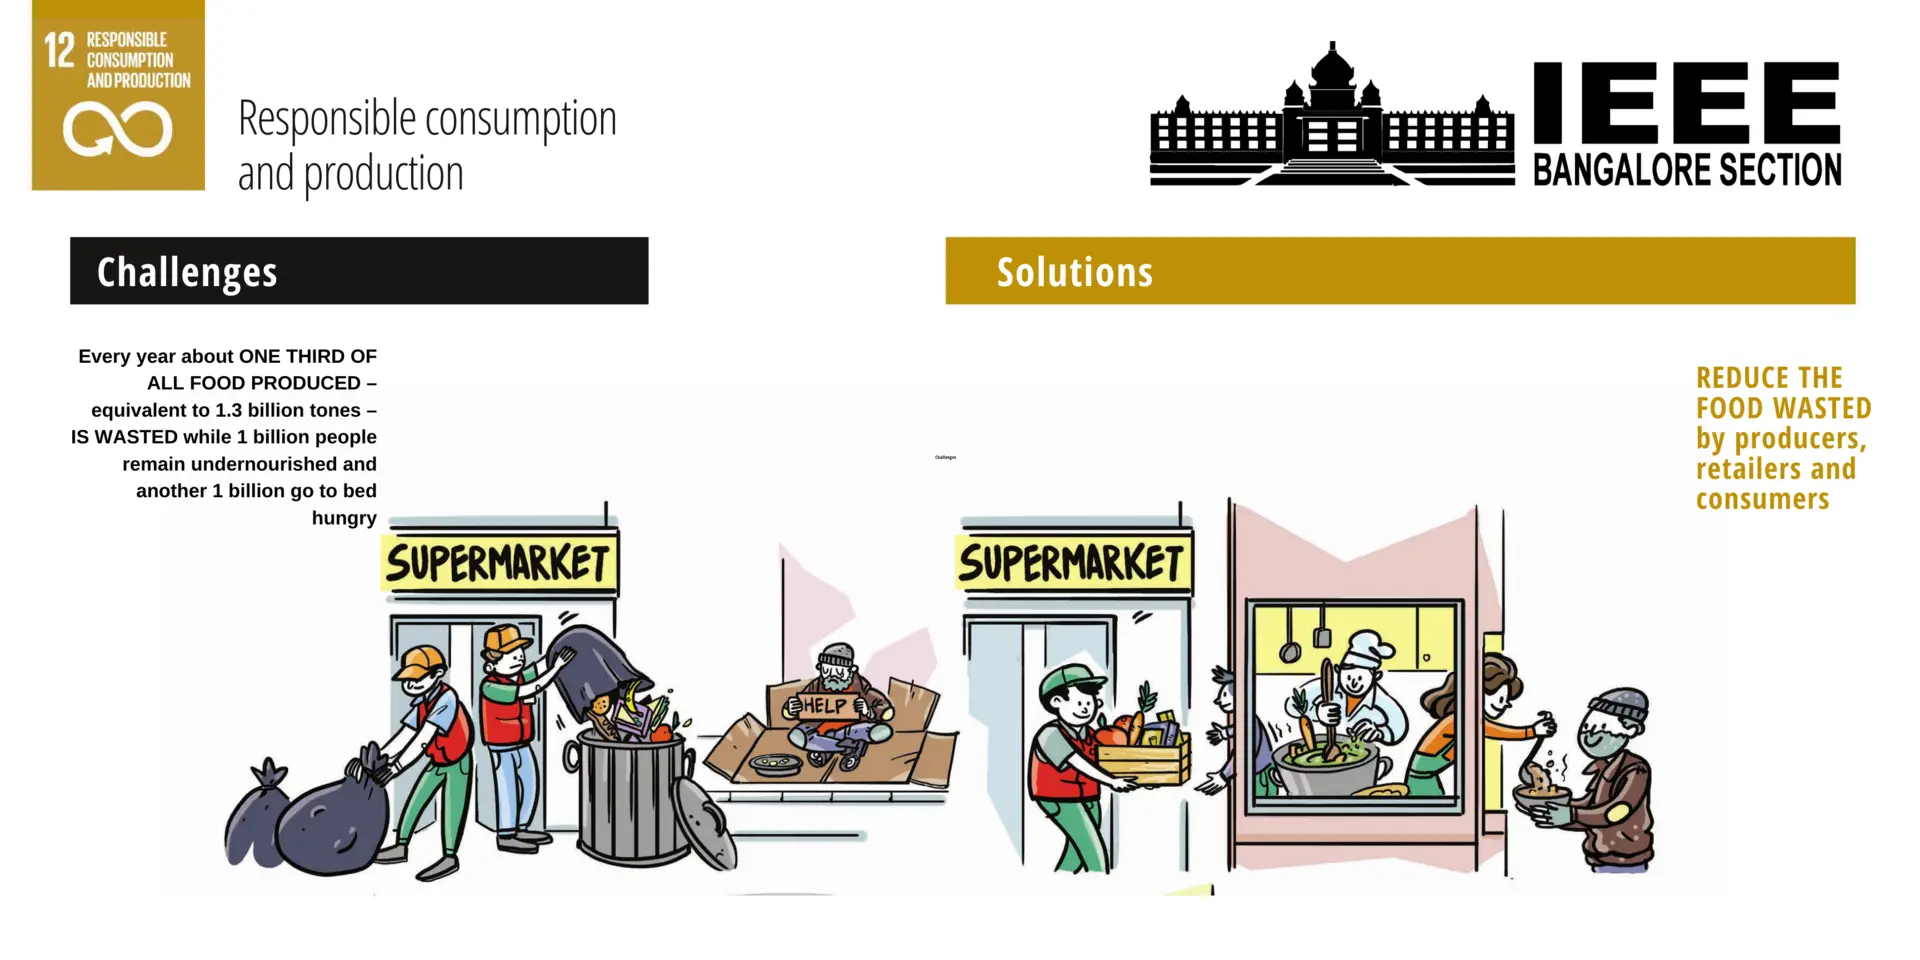 12 RESPONSIBLE
CONSUMPTION
AND PRODUCTION
Responsible consumption
and production
IEEE
BANGALORE SECTION
Challenges
Solutions
Every year about ONE THIRD OF
ALL FOOD PRODUCED –
equivalent to 1.3 billion tones –
IS WASTED while 1 billion people
remain undernourished and
another 1 billion go to bed
hungry
Challenges
REDUCE THE
FOOD WASTED
by producers,
retailers and
consumers
SUPERMARKET
HELP
SUPERMARKET